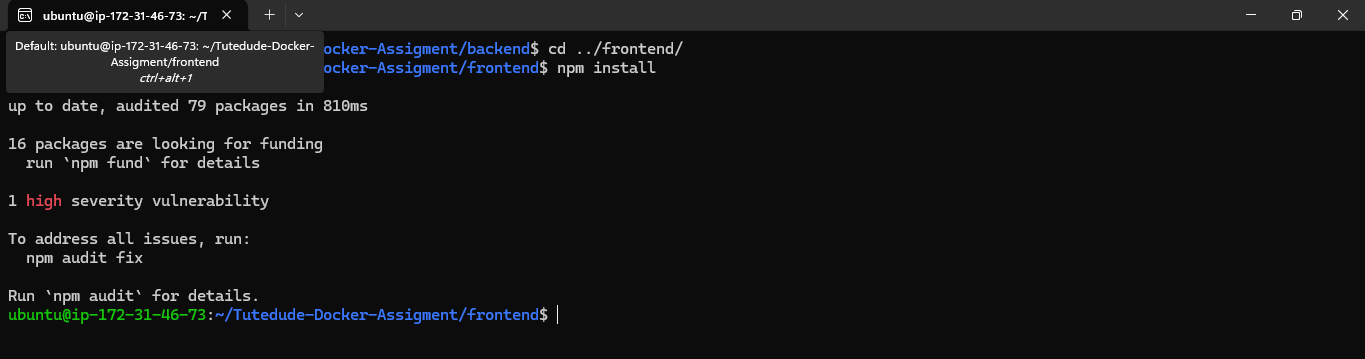 ubuntu@ip-172-31-46-73: ~/T
Default: ubuntu@ip-172-31-46-73: ~/Tutedude-Docker-
Assigment/frontend
ctrl+alt+1
ocker-Assigment/backend$ cd ../frontend/
ocker-Assigment/frontend$ npm install
up to date, audited 79 packages in 810ms
16 packages are looking for funding
run `npm fund` for details
1 high severity vulnerability
To address all issues, run:
npm audit fix
Run `npm audit` for details.
ubuntu@ip-172-31-46-73:~/Tutedude-Docker-Assigment/frontend$